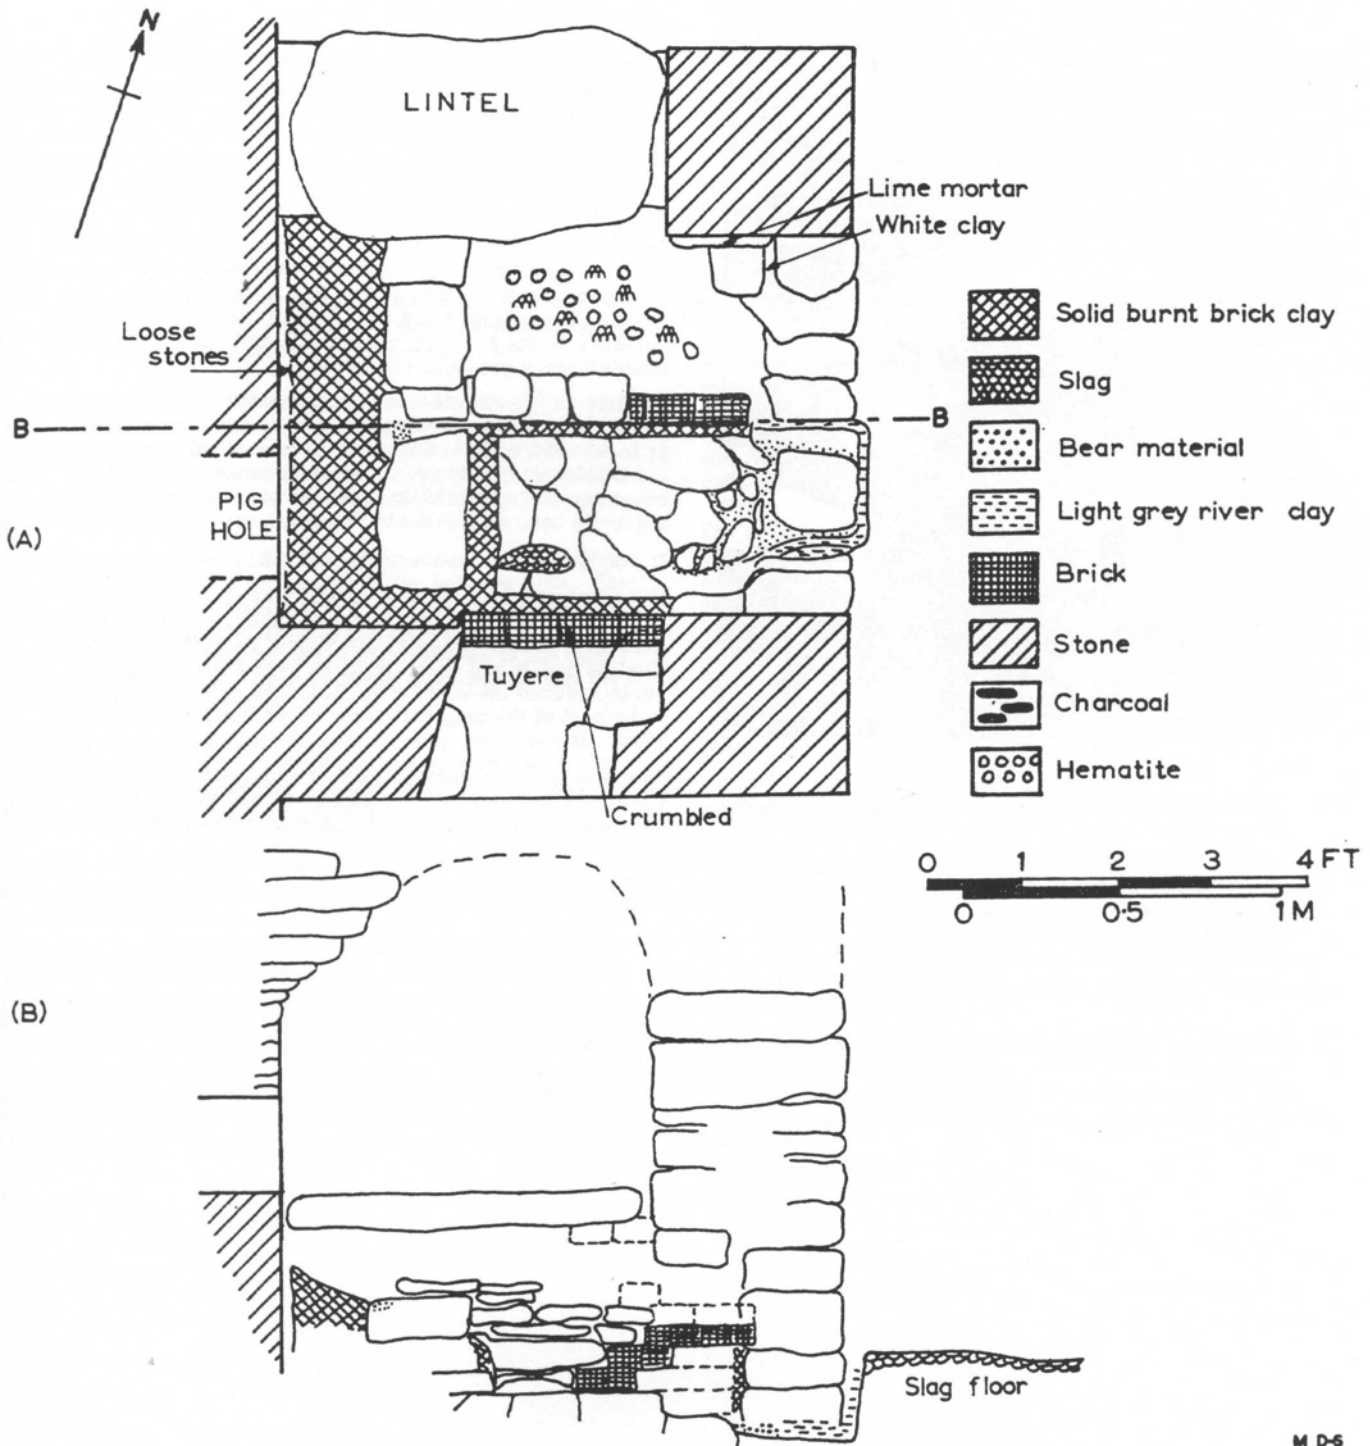 N
LINTEL
Lime mortar
White clay
Loose
stones
B
B
PIG
HOLE
(A)
Tuyere
Crumbled
Solid burnt brick clay
Slag
Bear material
Light grey river clay
Brick
Stone
Charcoal
Hematite
0 1 2 3 4 FT
0 0·5 1 M
(B)
Slag floor
M D-6